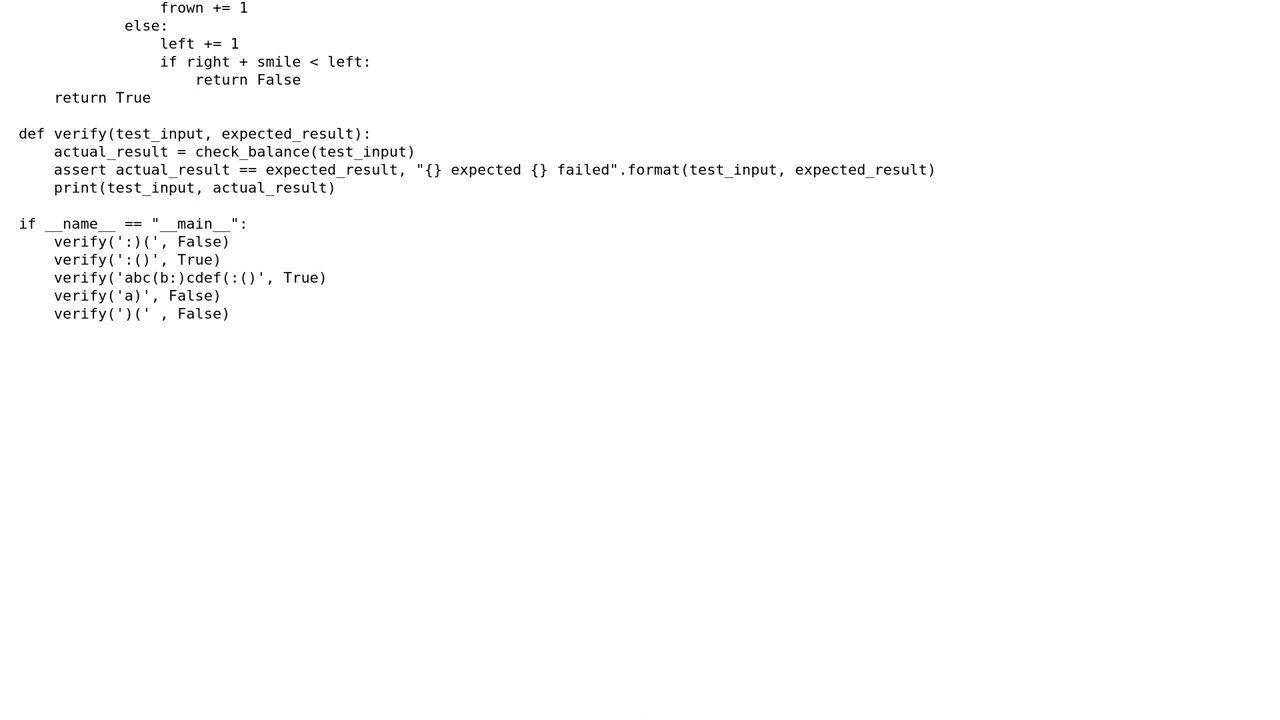 frown += 1
            else:
                left += 1
                if right + smile < left:
                    return False
    return True

def verify(test_input, expected_result):
    actual_result = check_balance(test_input)
    assert actual_result == expected_result, "{} expected {} failed".format(test_input, expected_result)
    print(test_input, actual_result)

if __name__ == "__main__":
    verify(':)(', False)
    verify(':()', True)
    verify('abc(b:)cdef(:()', True)
    verify('a)', False)
    verify(')(' , False)